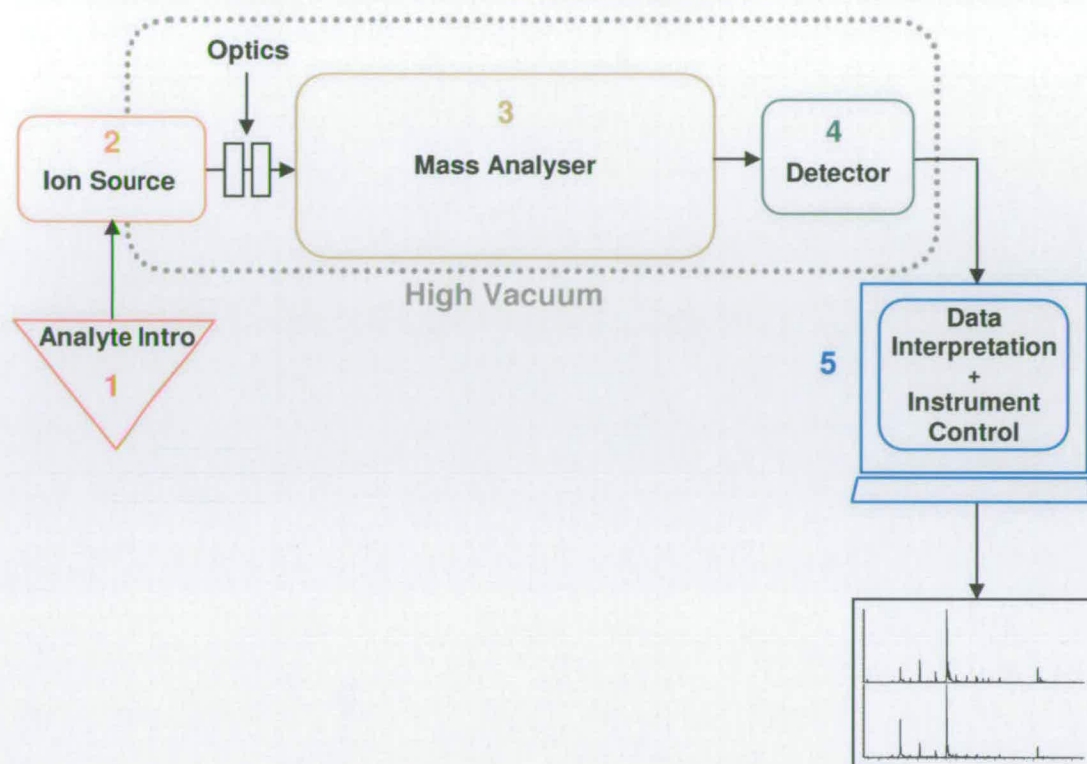 Optics
2
Ion Source
3
Mass Analyser
4
Detector
High Vacuum
Analyte Intro
1
5
Data
Interpretation
+
Instrument
Control